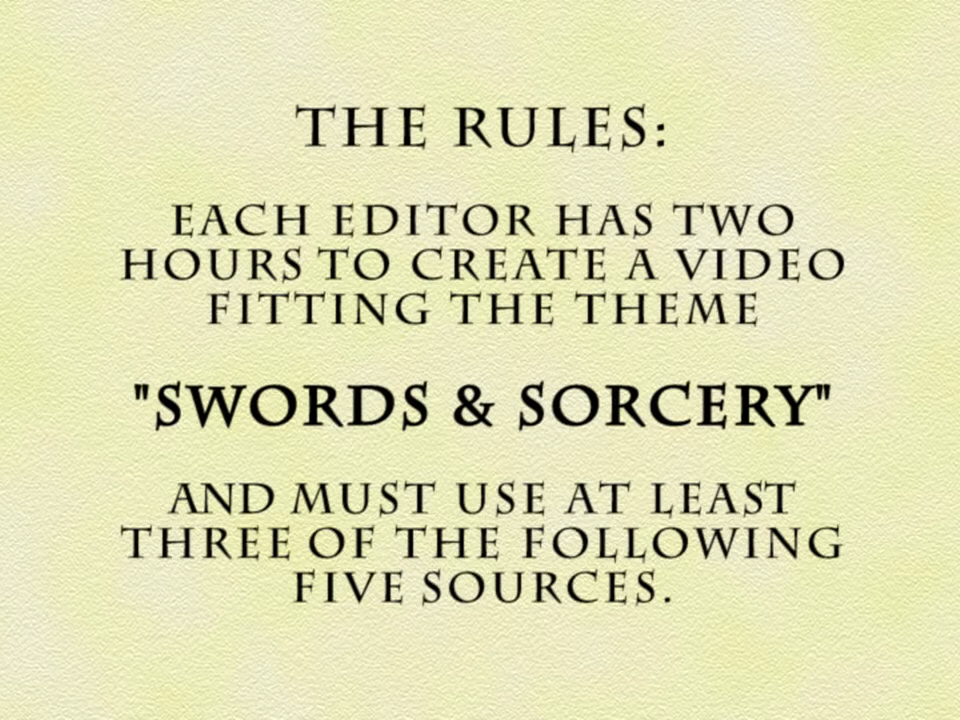 THE RULES:
EACH EDITOR HAS TWO
HOURS TO CREATE A VIDEO
FITTING THE THEME
"SWORDS & SORCERY"
AND MUST USE AT LEAST
THREE OF THE FOLLOWING
FIVE SOURCES.